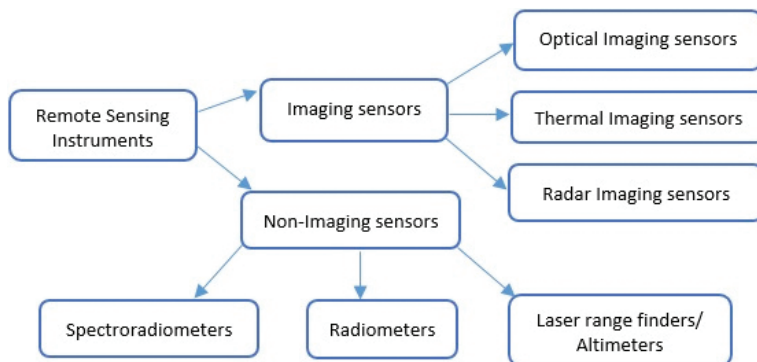 Optical Imaging sensors
Remote Sensing
Instruments
Imaging sensors
Thermal Imaging sensors
Radar Imaging sensors
Non-Imaging sensors
Spectroradiometers
Radiometers
Laser range finders/
Altimeters